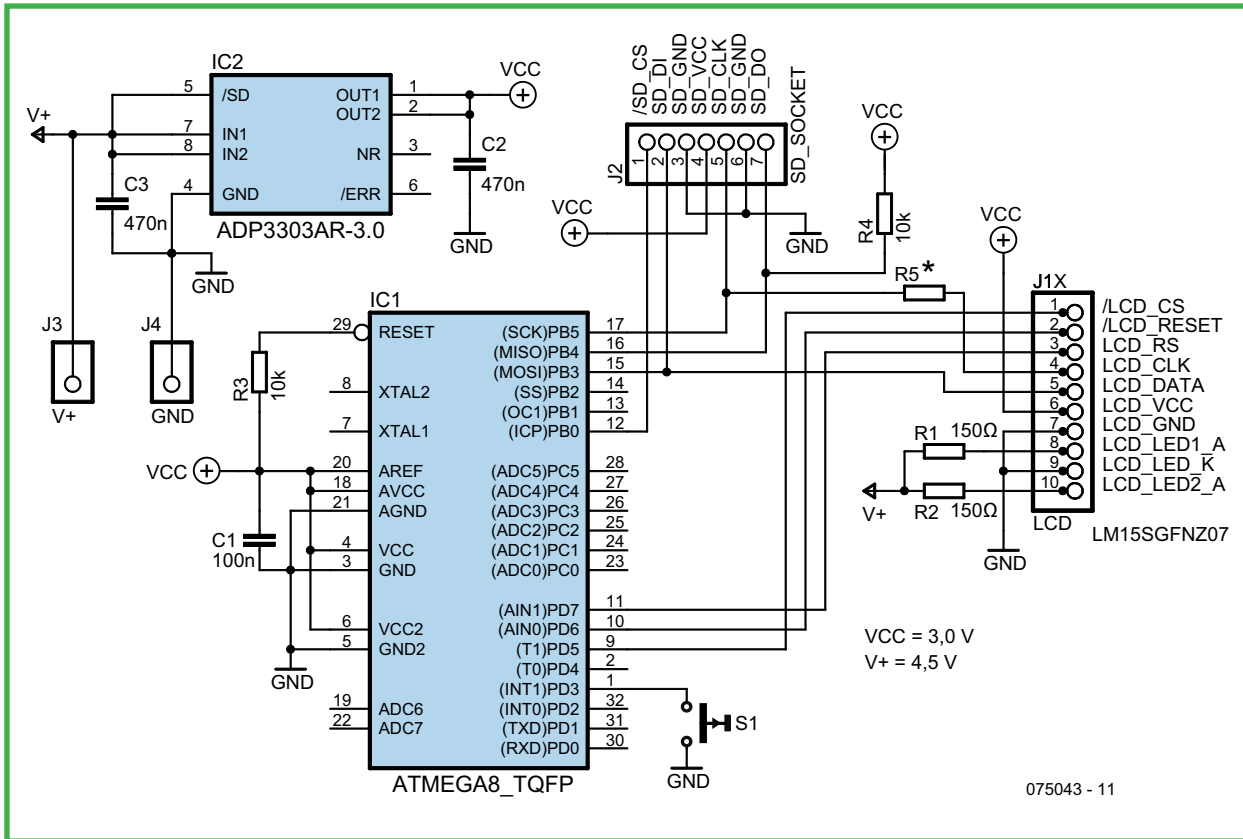 IC2
V+
5
/SD
7
IN1
8
IN2
4
GND
OUT1
1
OUT2
2
NR
3
/ERR
6
ADP3303AR-3.0
VCC
C2
470n
GND
C3
470n
GND
J3
V+
J4
GND
/SD_CS
SD_DI
SD_GND
SD_VCC
SD_CLK
SD_GND
SD_DO
J2
1
2
3
4
5
6
7
SD_SOCKET
VCC
GND
VCC
R4
10k
VCC
R5*
J1X
1 /LCD_CS
2 /LCD_RESET
3 LCD_RS
4 LCD_CLK
5 LCD_DATA
6 LCD_VCC
7 LCD_GND
8 LCD_LED1_A
9 LCD_LED_K
10 LCD_LED2_A
LCD
LM15SGFNZ07
R1 150Ω
R2 150Ω
V+
GND
IC1
29 RESET
R3
10k
8 XTAL2
7 XTAL1
VCC
20 AREF
18 AVCC
21 AGND
C1
100n
4 VCC
3 GND
6 VCC2
5 GND2
GND
19 ADC6
22 ADC7
(SCK)PB5 17
(MISO)PB4 16
(MOSI)PB3 15
(SS)PB2 14
(OC1)PB1 13
(ICP)PB0 12
(ADC5)PC5 28
(ADC4)PC4 27
(ADC3)PC3 26
(ADC2)PC2 25
(ADC1)PC1 24
(ADC0)PC0 23
(AIN1)PD7 11
(AIN0)PD6 10
(T1)PD5 9
(T0)PD4 2
(INT1)PD3 1
(INT0)PD2 32
(TXD)PD1 31
(RXD)PD0 30
ATMEGA8_TQFP
S1
GND
VCC = 3,0 V
V+ = 4,5 V
075043 - 11